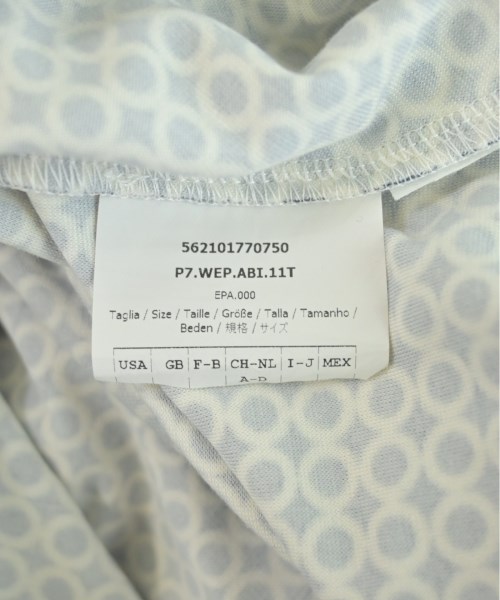 562101770750
P7.WEP.ABI.11T
EPA.000
Taglia / Size / Taille / Größe / Talla / Tamanho /
Beden / 規格 / サイズ
USA GB F-B CH-NL I-J MEX
A-D